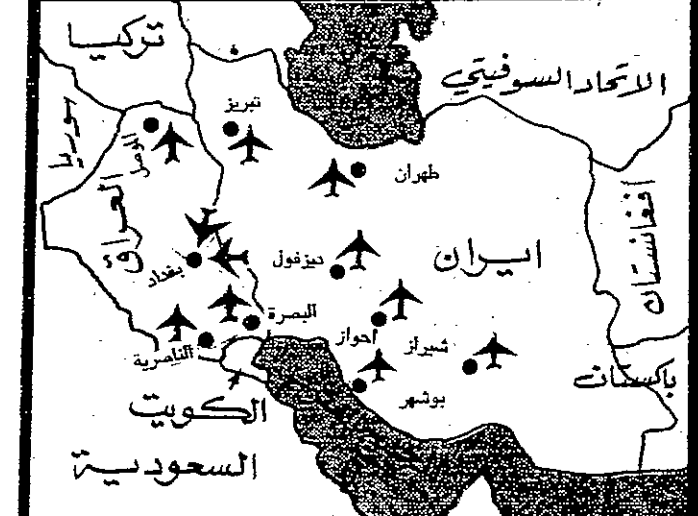 تركيا
الاتحاد السوفيتي
سوريا
تبريز
طهران
العراق
افغانستان
ايران
ديزفول
بغداد
البصرة
احواز
شيراز
الناصرية
بوشهر
باكستان
الكويت
السعودية